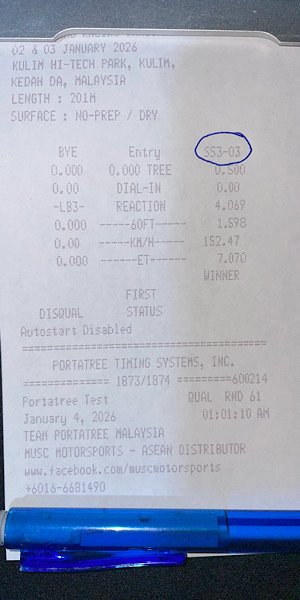 02 & 03 JANUARY 2026
KULIM HI-TECH PARK, KULIM,
KEDAH DA, MALAYSIA
LENGTH : 201M
SURFACE : NO-PREP / DRY
BYE Entry S53-03
0.000 0.000 TREE 0.500
0.00 DIAL-IN 0.00
-LB3- REACTION 4.069
0.000 -----60FT----- 1.598
0.00 -----KM/H----- 152.47
0.000 ------ET------ 7.070
WINNER
FIRST
DISQUAL STATUS
Autostart Disabled
========================================
PORTATREE TIMING SYSTEMS, INC.
============== 1873/1874 =========600214
Portatree Test QUAL RND 61
January 4, 2026 01:01:10 AM
TEAM PORTATREE MALAYSIA
MUSC MOTORSPORTS - ASEAN DISTRIBUTOR
www.facebook.com/muscmotorsports
+6016-6681490